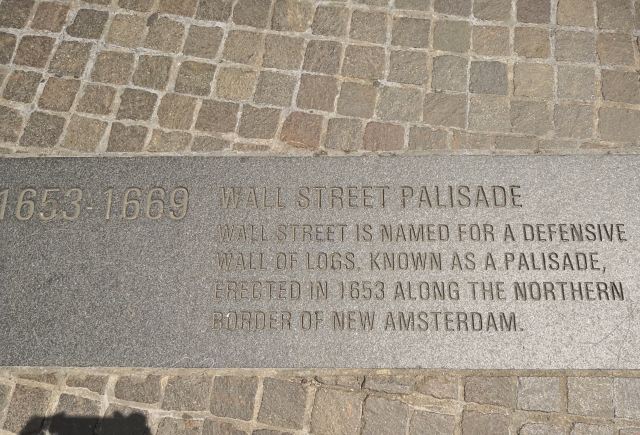 1653-1669 WALL STREET PALISADE
WALL STREET IS NAMED FOR A DEFENSIVE
WALL OF LOGS, KNOWN AS A PALISADE,
ERECTED IN 1653 ALONG THE NORTHERN
BORDER OF NEW AMSTERDAM.